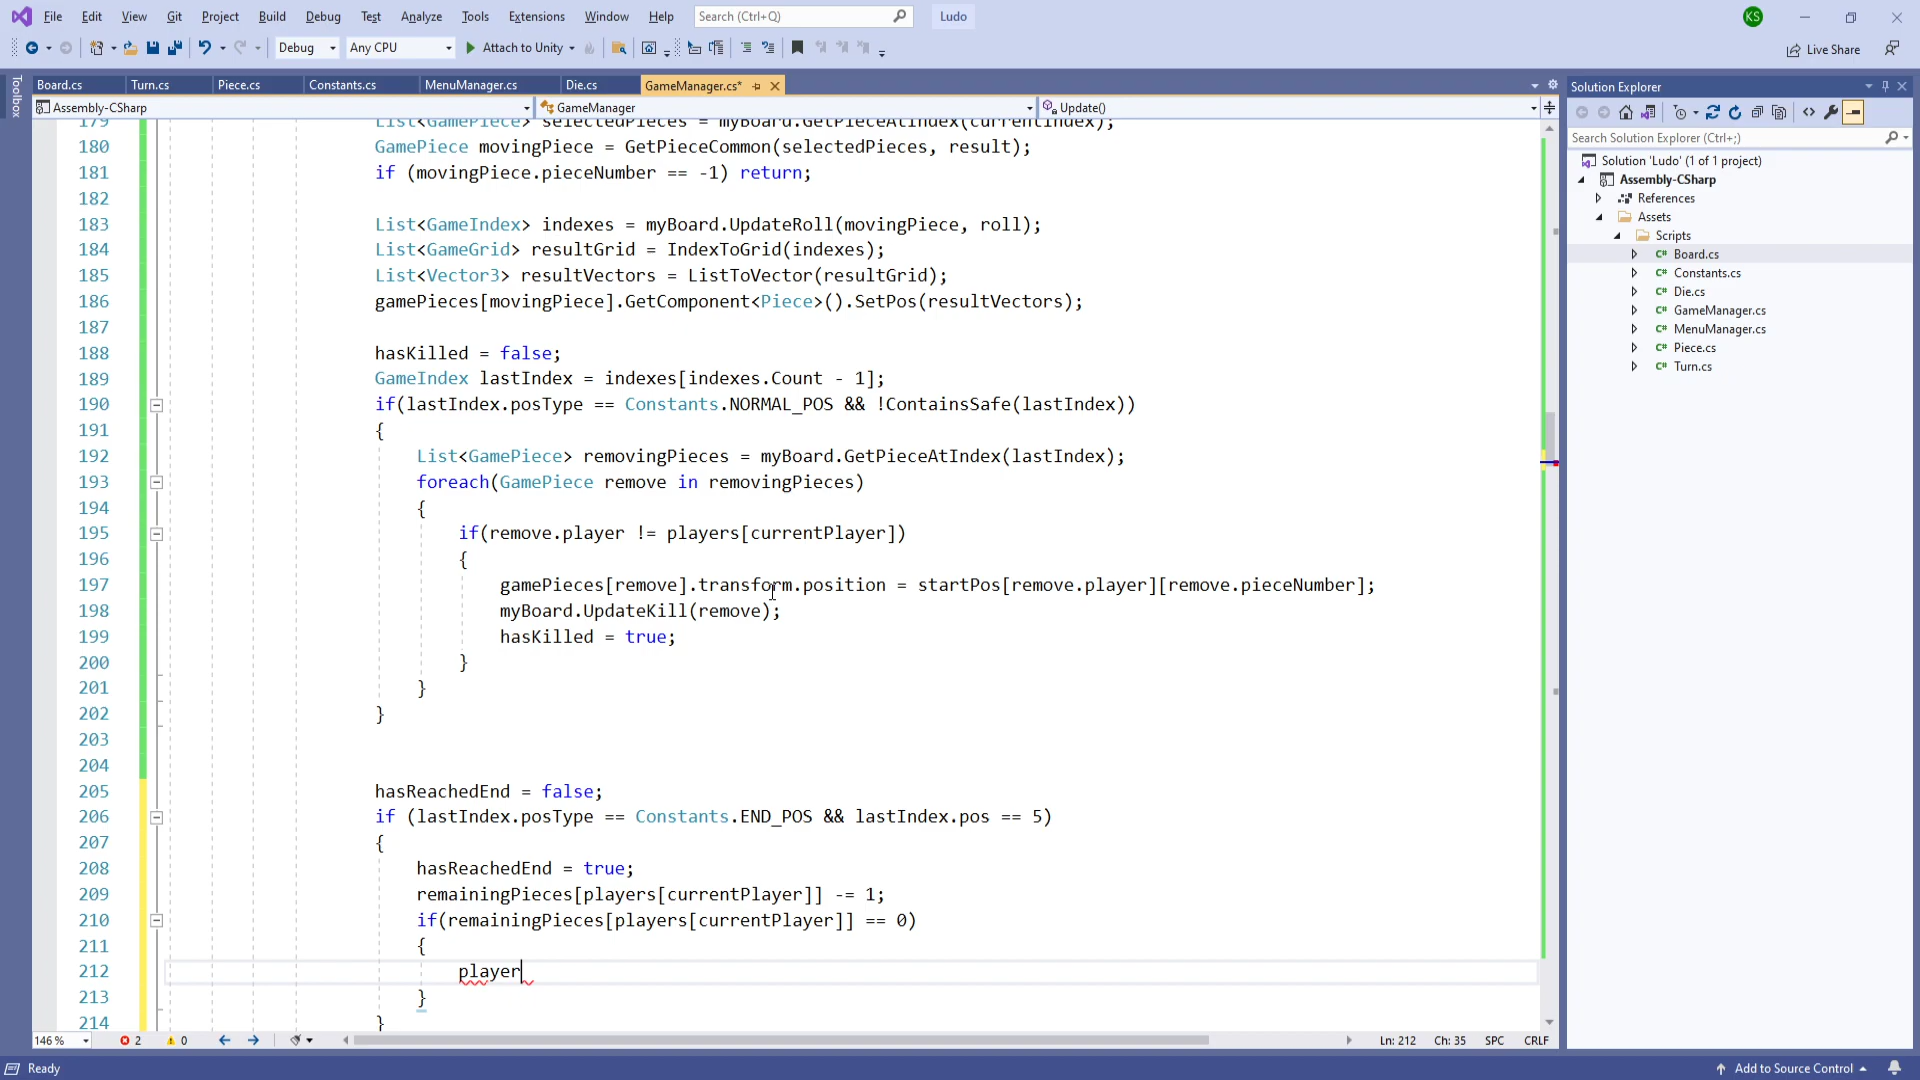 File Edit View Git Project Build Debug Test Analyze Tools Extensions Window Help Search (Ctrl+Q) Ludo KS
Debug Any CPU Attach to Unity Live Share
Toolbox
Board.cs Turn.cs Piece.cs Constants.cs MenuManager.cs Die.cs GameManager.cs*
Assembly-CSharp GameManager Update()
179 List<GamePiece> selectedPieces = myBoard.GetPieceAtIndex(currentIndex);
180 GamePiece movingPiece = GetPieceCommon(selectedPieces, result);
181 if (movingPiece.pieceNumber == -1) return;
182
183 List<GameIndex> indexes = myBoard.UpdateRoll(movingPiece, roll);
184 List<GameGrid> resultGrid = IndexToGrid(indexes);
185 List<Vector3> resultVectors = ListToVector(resultGrid);
186 gamePieces[movingPiece].GetComponent<Piece>().SetPos(resultVectors);
187
188 hasKilled = false;
189 GameIndex lastIndex = indexes[indexes.Count - 1];
190 if(lastIndex.posType == Constants.NORMAL_POS && !ContainsSafe(lastIndex))
191 {
192 List<GamePiece> removingPieces = myBoard.GetPieceAtIndex(lastIndex);
193 foreach(GamePiece remove in removingPieces)
194 {
195 if(remove.player != players[currentPlayer])
196 {
197 gamePieces[remove].transform.position = startPos[remove.player][remove.pieceNumber];
198 myBoard.UpdateKill(remove);
199 hasKilled = true;
200 }
201 }
202 }
203
204
205 hasReachedEnd = false;
206 if (lastIndex.posType == Constants.END_POS && lastIndex.pos == 5)
207 {
208 hasReachedEnd = true;
209 remainingPieces[players[currentPlayer]] -= 1;
210 if(remainingPieces[players[currentPlayer]] == 0)
211 {
212 player
213 }
214 }
146 % 2 0 Ln: 212 Ch: 35 SPC CRLF
Ready Add to Source Control
Solution Explorer
Search Solution Explorer (Ctrl+;)
Solution 'Ludo' (1 of 1 project)
Assembly-CSharp
References
Assets
Scripts
C# Board.cs
C# Constants.cs
C# Die.cs
C# GameManager.cs
C# MenuManager.cs
C# Piece.cs
C# Turn.cs